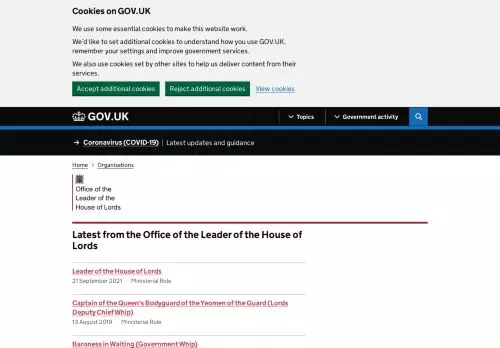 Cookies on GOV.UK
We use some essential cookies to make this website work.
We'd like to set additional cookies to understand how you use GOV.UK,
remember your settings and improve government services.
We also use cookies set by other sites to help us deliver content from their
services.
Accept additional cookies Reject additional cookies View cookies
GOV.UK Topics Government activity
→ Coronavirus (COVID-19) Latest updates and guidance
Home > Organisations
Office of the
Leader of the
House of Lords
Latest from the Office of the Leader of the House of
Lords
Leader of the House of Lords
21 September 2021 Ministerial Role
Captain of the Queen's Bodyguard of the Yeomen of the Guard (Lords
Deputy Chief Whip)
13 August 2019 Ministerial Role
Baroness in Waiting (Government Whip)